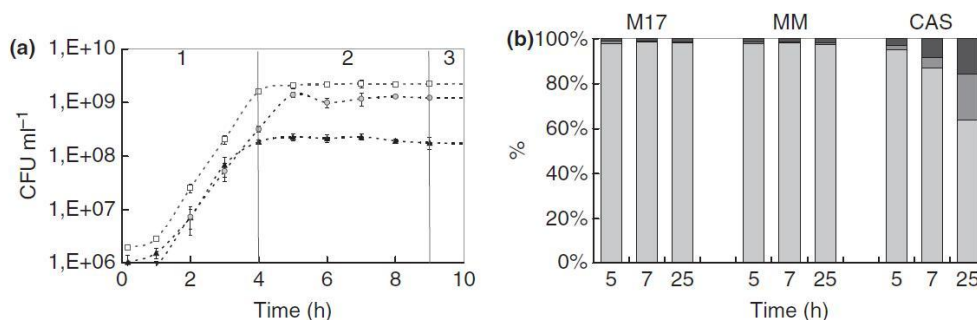 (a)
1,E+10
1,E+09
1,E+08
1,E+07
1,E+06
CFU ml–1
1 2 3
0 2 4 6 8 10
Time (h)
(b)
M17 MM CAS
100%
80%
60%
40%
20%
0%
%
5 7 25 5 7 25 5 7 25
Time (h)